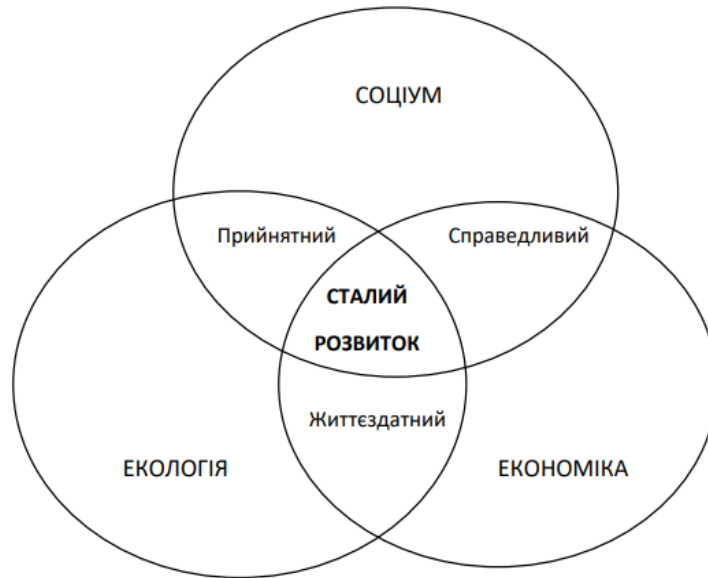 СОЦІУМ
Прийнятний
Справедливий
СТАЛИЙ
РОЗВИТОК
Життєздатний
ЕКОЛОГІЯ
ЕКОНОМІКА